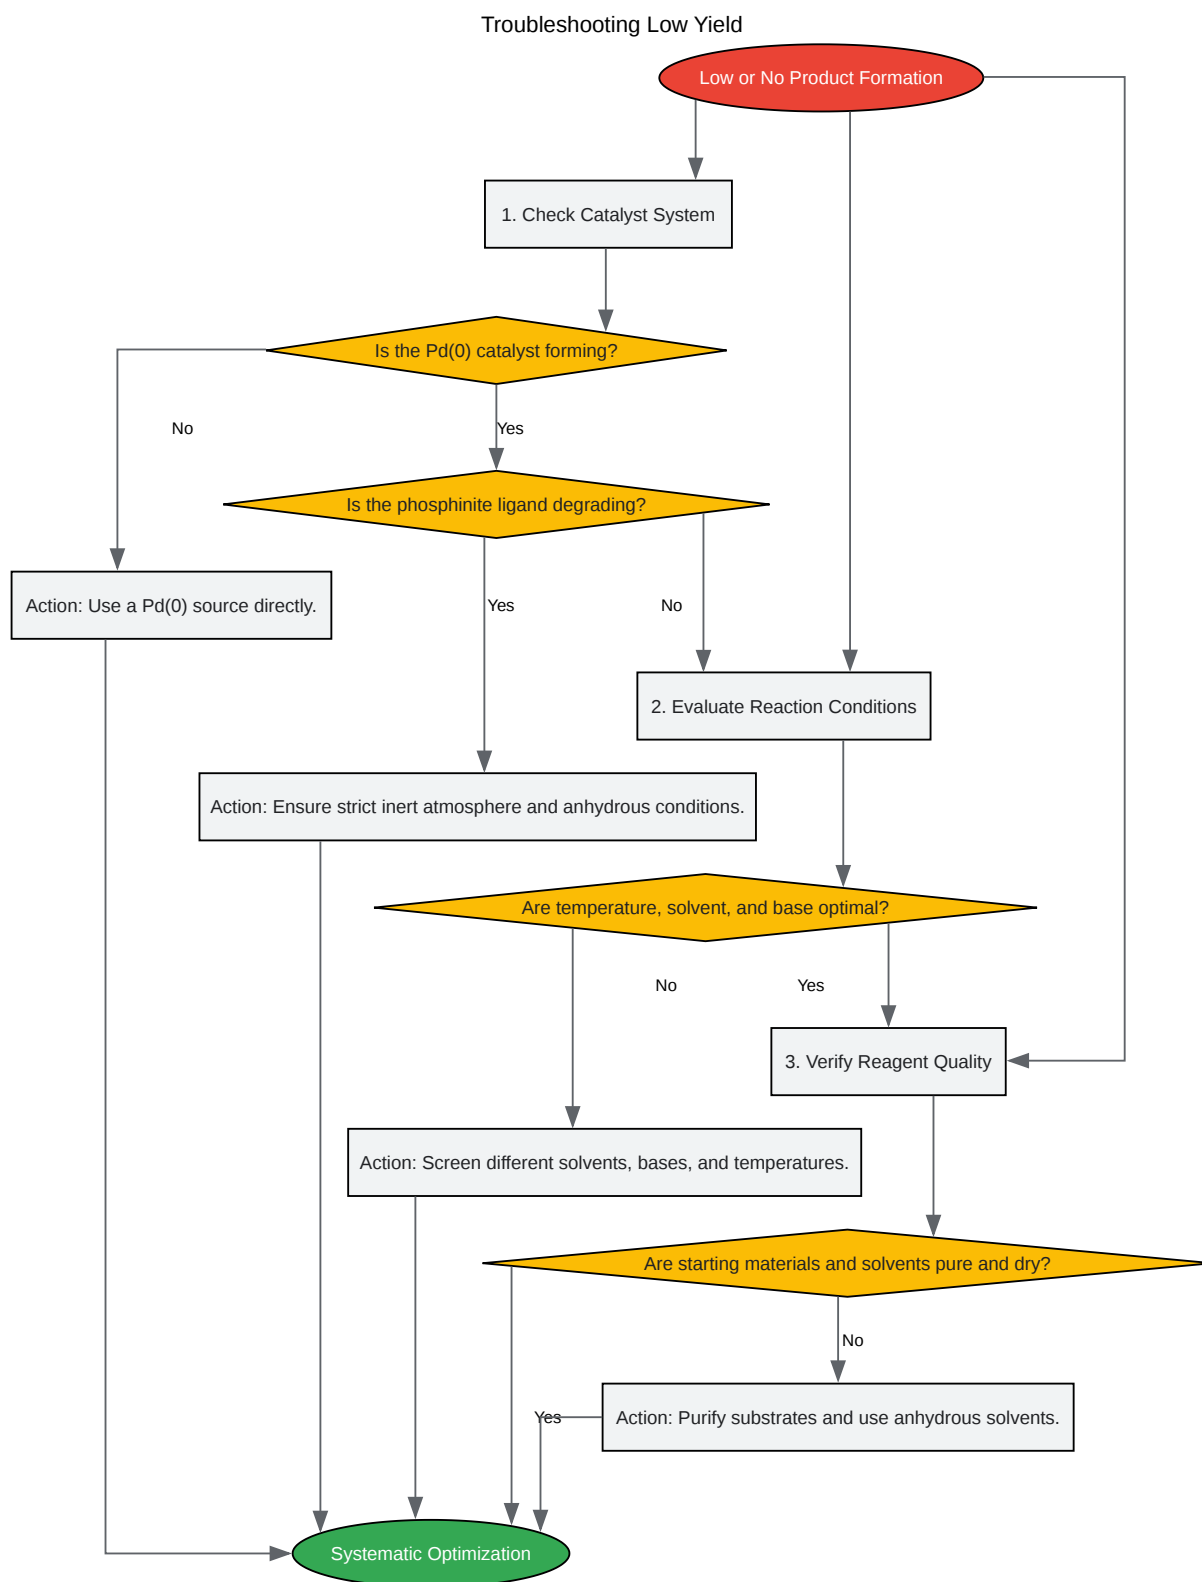 Troubleshooting Low Yield
Low or No Product Formation
1. Check Catalyst System
Is the Pd(0) catalyst forming?
No
Yes
Is the phosphinite ligand degrading?
Action: Use a Pd(0) source directly.
Yes
No
2. Evaluate Reaction Conditions
Action: Ensure strict inert atmosphere and anhydrous conditions.
Are temperature, solvent, and base optimal?
No
Yes
3. Verify Reagent Quality
Action: Screen different solvents, bases, and temperatures.
Are starting materials and solvents pure and dry?
No
Yes
Action: Purify substrates and use anhydrous solvents.
Systematic Optimization